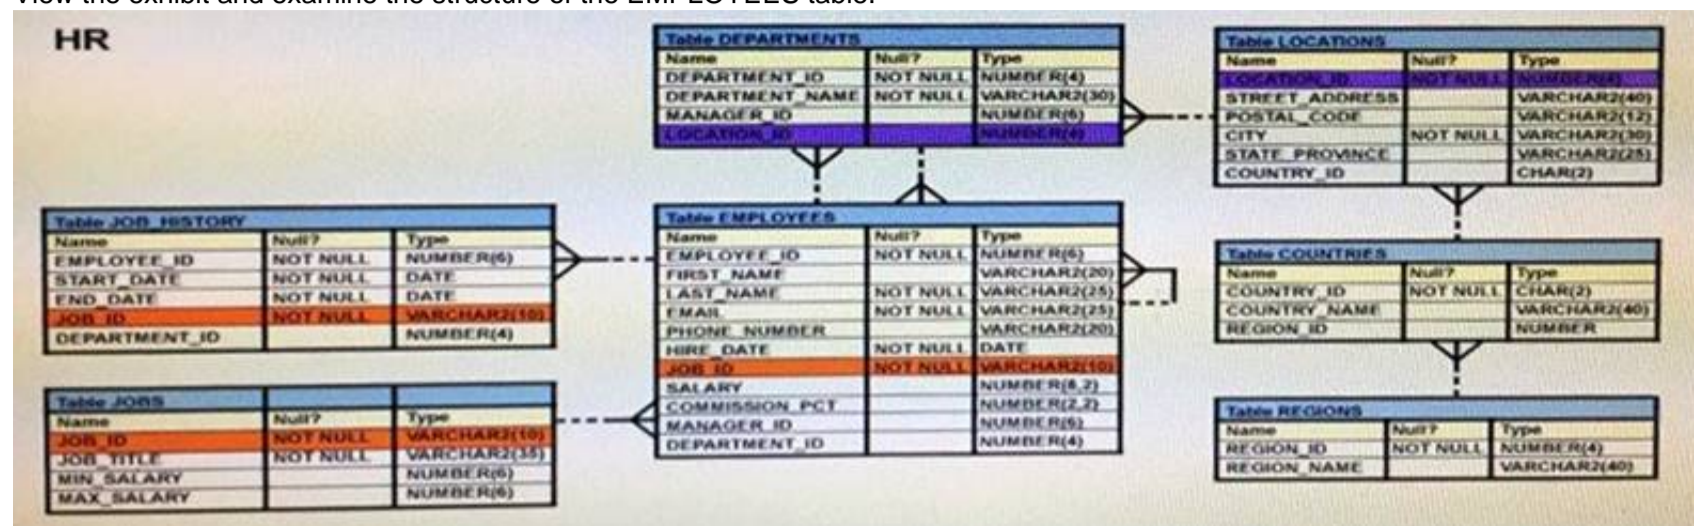 View the exhibit and examine the structure of the EMPLOYEES table.
HR
Table DEPARTMENTS
Name Null? Type
DEPARTMENT_ID NOT NULL NUMBER(4)
DEPARTMENT_NAME NOT NULL VARCHAR2(30)
MANAGER_ID NUMBER(6)
LOCATION_ID NUMBER(4)
Table LOCATIONS
Name Null? Type
LOCATION_ID NOT NULL NUMBER(4)
STREET_ADDRESS VARCHAR2(40)
POSTAL_CODE VARCHAR2(12)
CITY NOT NULL VARCHAR2(30)
STATE_PROVINCE VARCHAR2(25)
COUNTRY_ID CHAR(2)
Table JOB_HISTORY
Name Null? Type
EMPLOYEE_ID NOT NULL NUMBER(6)
START_DATE NOT NULL DATE
END_DATE NOT NULL DATE
JOB_ID NOT NULL VARCHAR2(10)
DEPARTMENT_ID NUMBER(4)
Table EMPLOYEES
Name Null? Type
EMPLOYEE_ID NOT NULL NUMBER(6)
FIRST_NAME VARCHAR2(20)
LAST_NAME NOT NULL VARCHAR2(25)
EMAIL NOT NULL VARCHAR2(25)
PHONE_NUMBER VARCHAR2(20)
HIRE_DATE NOT NULL DATE
JOB_ID NOT NULL VARCHAR2(10)
SALARY NUMBER(8,2)
COMMISSION_PCT NUMBER(2,2)
MANAGER_ID NUMBER(6)
DEPARTMENT_ID NUMBER(4)
Table COUNTRIES
Name Null? Type
COUNTRY_ID NOT NULL CHAR(2)
COUNTRY_NAME VARCHAR2(40)
REGION_ID NUMBER
Table JOBS
Name Null? Type
JOB_ID NOT NULL VARCHAR2(10)
JOB_TITLE NOT NULL VARCHAR2(35)
MIN_SALARY NUMBER(6)
MAX_SALARY NUMBER(6)
Table REGIONS
Name Null? Type
REGION_ID NOT NULL NUMBER(4)
REGION_NAME VARCHAR2(40)